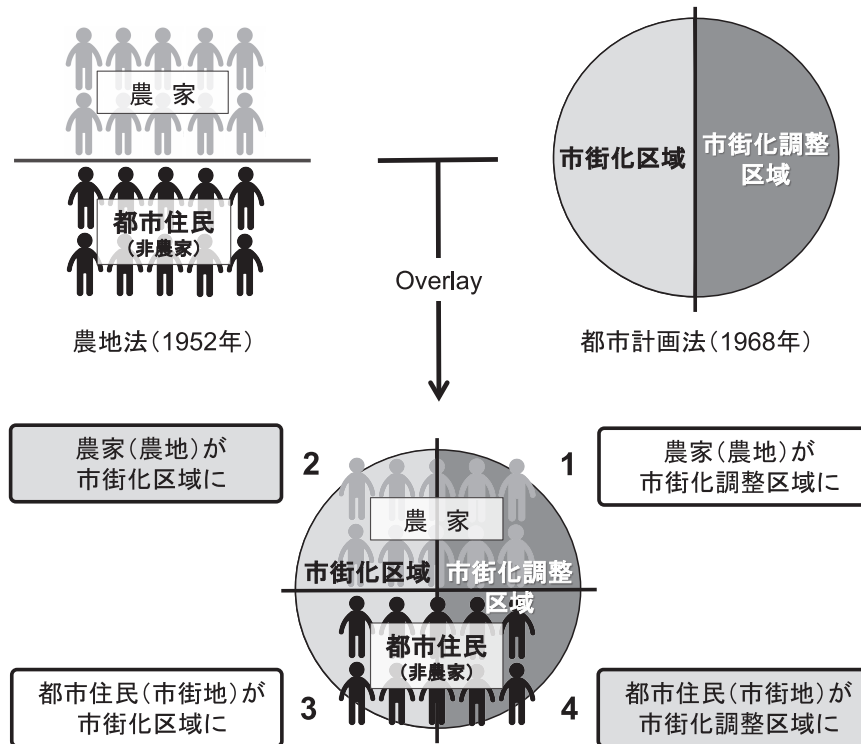 農 家
都市住民
(非農家)
農地法(1952年)
Overlay
市街化区域
市街化調整
区域
都市計画法(1968年)
農家(農地)が
市街化区域に
2
1
農家(農地)が
市街化調整区域に
農 家
市街化区域
市街化調整
区域
都市住民
(非農家)
都市住民(市街地)が
市街化区域に
3
4
都市住民(市街地)が
市街化調整区域に